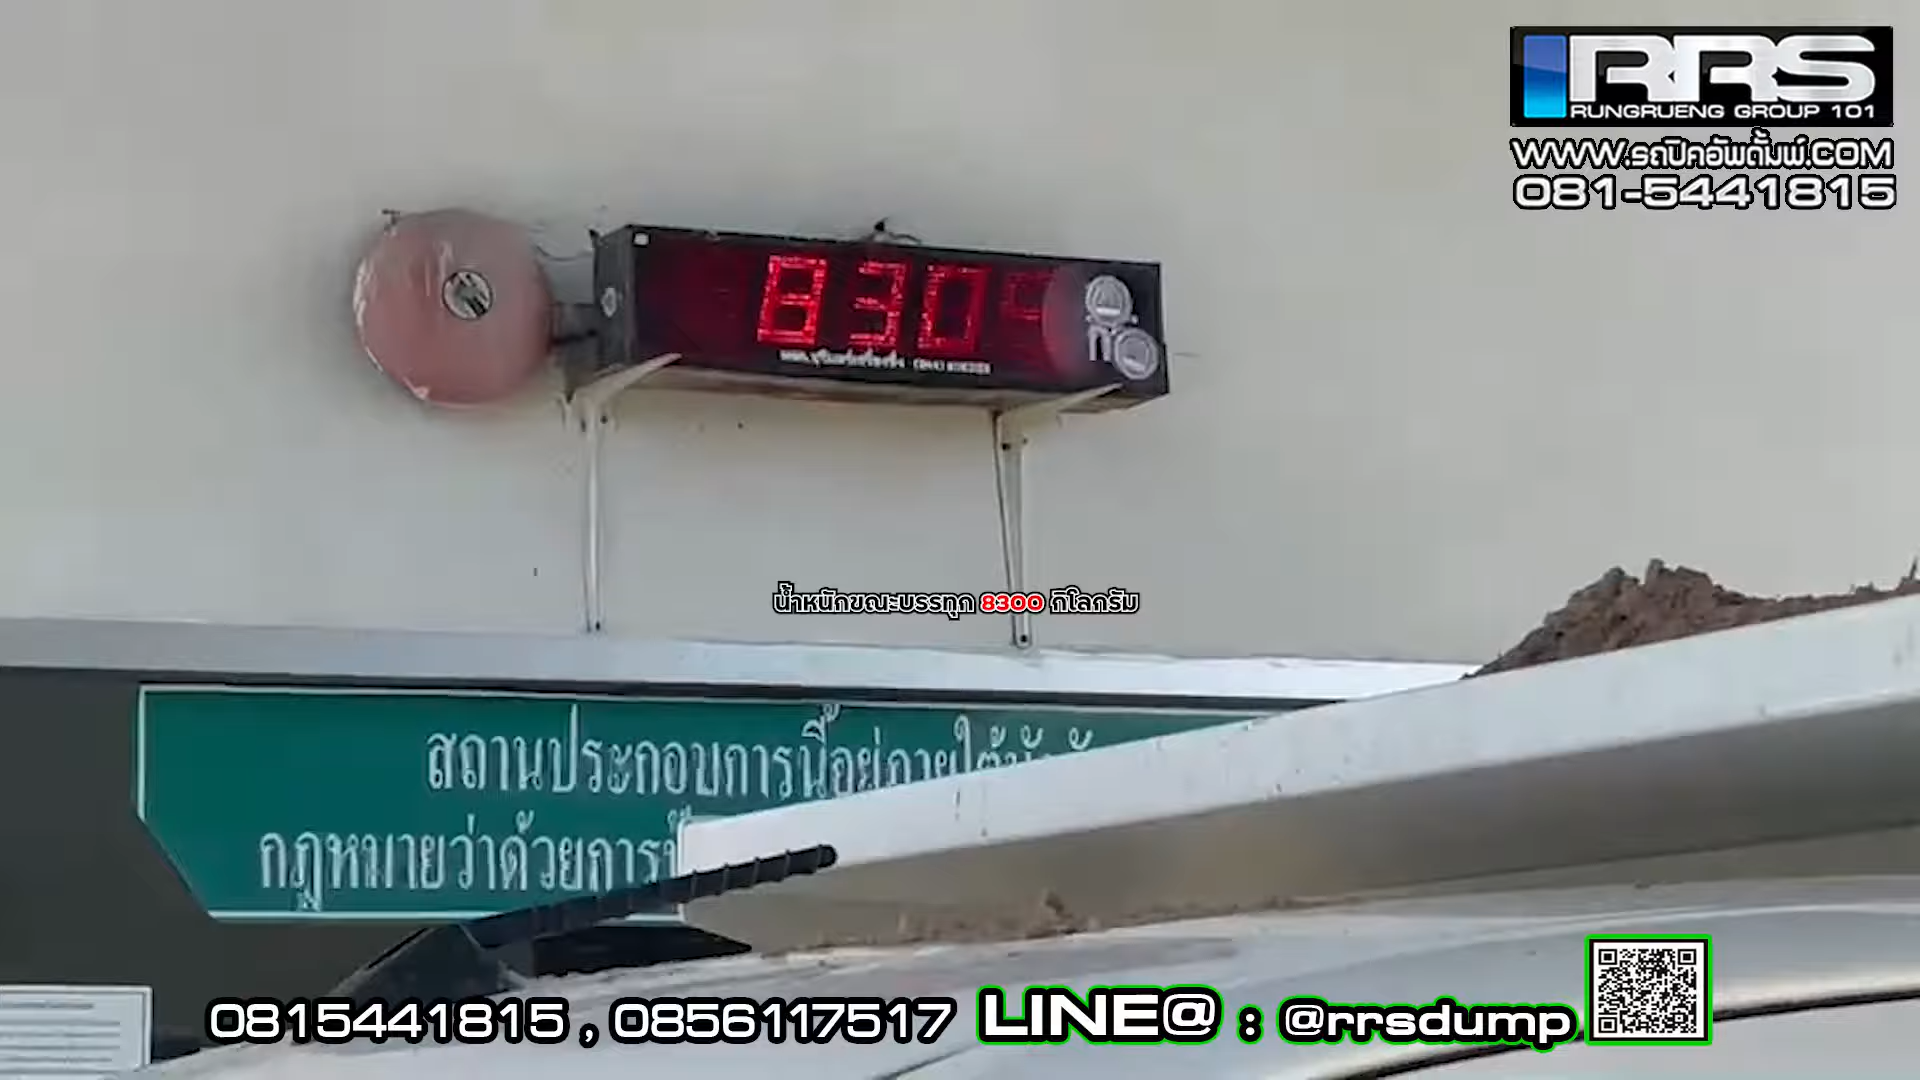 RRS
RUNGRUENG GROUP 101
WWW.รถปิคอัพดั้มพ์.COM
081-5441815
830
น้ำหนักขณะบรรทุก 8300 กิโลกรัม
สถานประกอบการนี้อยู่ภายใต้
กฎหมายว่าด้วยการ
0815441815 , 0856117517 LINE@ : @rrsdump